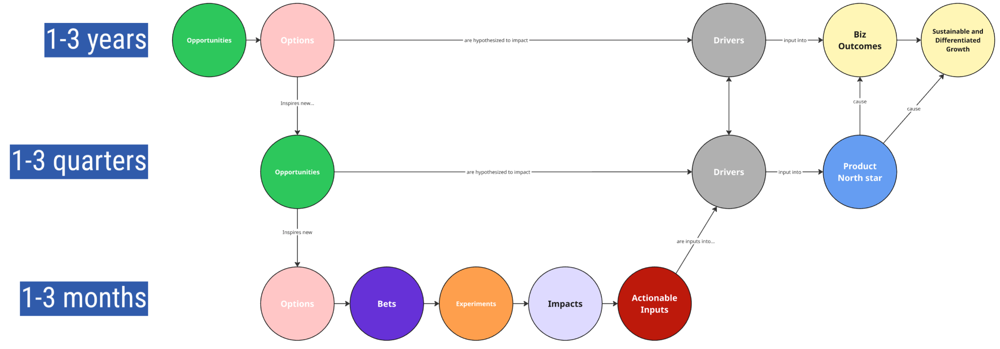 1-3 years
Opportunities
Options
are hypothesized to impact
Drivers
input into
Biz
Outcomes
Sustainable and
Differentiated
Growth
Inspires new...
cause
cause
1-3 quarters
Opportunities
are hypothesized to impact
Drivers
input into
Product
North star
Inspires new
are inputs into...
1-3 months
Options
Bets
Experiments
Impacts
Actionable
Inputs